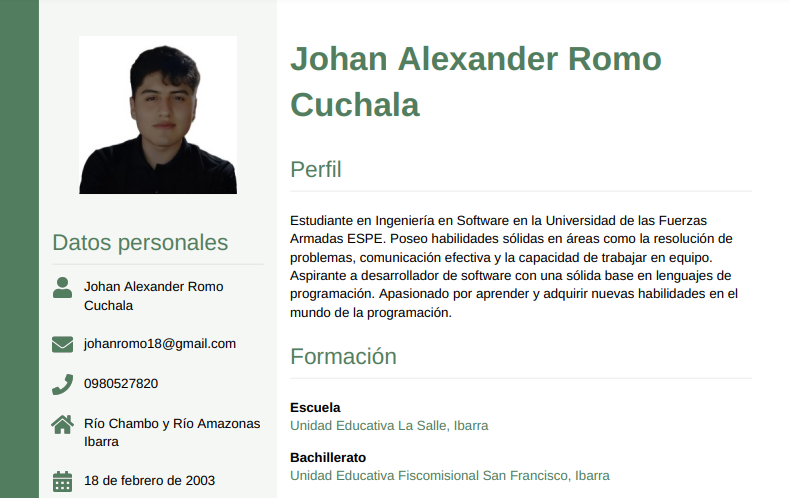 Johan Alexander Romo
Cuchala
Datos personales
Johan Alexander Romo
Cuchala
johanromo18@gmail.com
0980527820
Río Chambo y Río Amazonas
Ibarra
18 de febrero de 2003
Perfil
Estudiante en Ingeniería en Software en la Universidad de las Fuerzas
Armadas ESPE. Poseo habilidades sólidas en áreas como la resolución de
problemas, comunicación efectiva y la capacidad de trabajar en equipo.
Aspirante a desarrollador de software con una sólida base en lenguajes de
programación. Apasionado por aprender y adquirir nuevas habilidades en el
mundo de la programación.
Formación
Escuela
Unidad Educativa La Salle, Ibarra
Bachillerato
Unidad Educativa Fiscomisional San Francisco, Ibarra